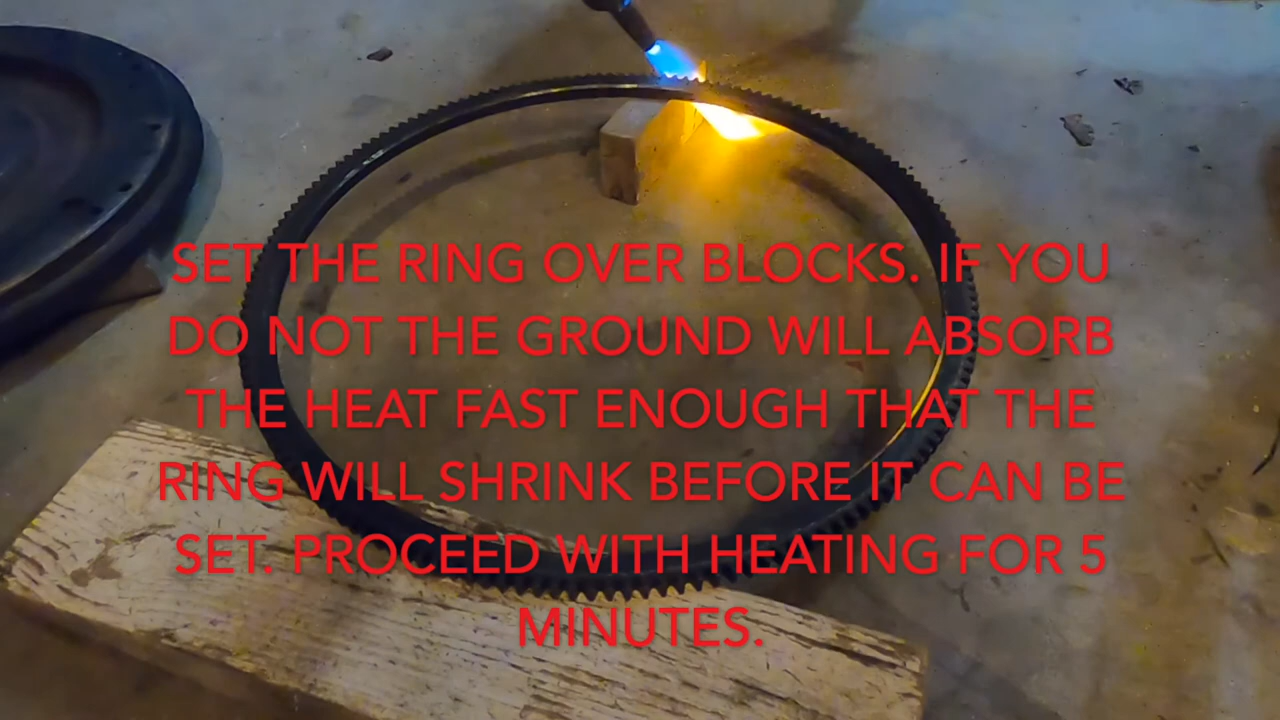 SET THE RING OVER BLOCKS. IF YOU
DO NOT THE GROUND WILL ABSORB
THE HEAT FAST ENOUGH THAT THE
RING WILL SHRINK BEFORE IT CAN BE
SET. PROCEED WITH HEATING FOR 5
MINUTES.